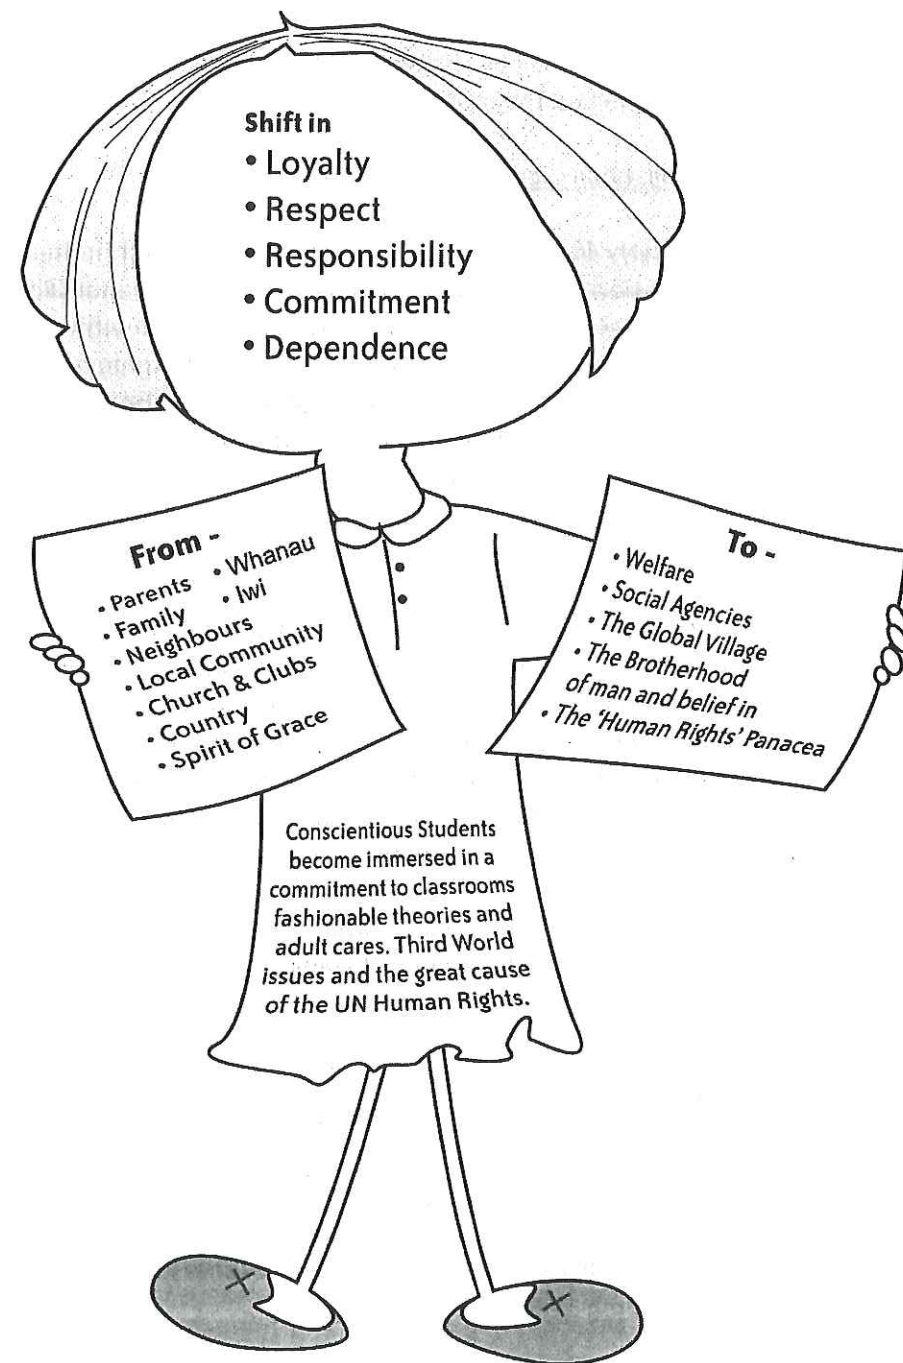 Shift in
• Loyalty
• Respect
• Responsibility
• Commitment
• Dependence
From -
• Parents • Whanau
• Family • Iwi
• Neighbours
• Local Community
• Church & Clubs
• Country
• Spirit of Grace
To -
• Welfare
• Social Agencies
• The Global Village
• The Brotherhood
of man and belief in
• The 'Human Rights' Panacea
Conscientious Students
become immersed in a
commitment to classrooms
fashionable theories and
adult cares. Third World
issues and the great cause
of the UN Human Rights.